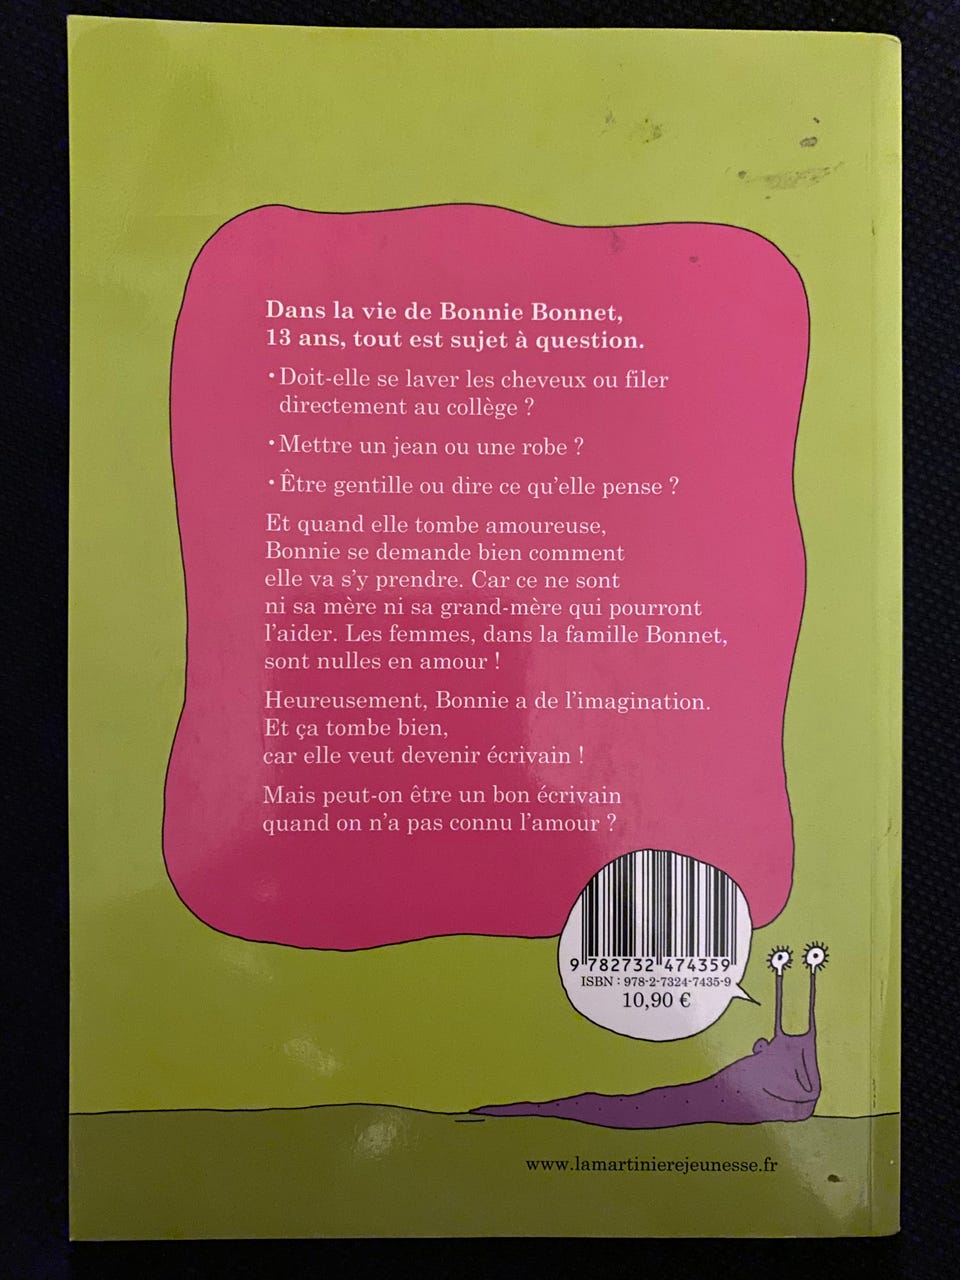 Dans la vie de Bonnie Bonnet,
13 ans, tout est sujet à question.
• Doit-elle se laver les cheveux ou filer
directement au collège ?
• Mettre un jean ou une robe ?
• Être gentille ou dire ce qu'elle pense ?
Et quand elle tombe amoureuse,
Bonnie se demande bien comment
elle va s'y prendre. Car ce ne sont
ni sa mère ni sa grand-mère qui pourront
l'aider. Les femmes, dans la famille Bonnet,
sont nulles en amour !
Heureusement, Bonnie a de l'imagination.
Et ça tombe bien,
car elle veut devenir écrivain !
Mais peut-on être un bon écrivain
quand on n'a pas connu l'amour ?
9 782732 474359
ISBN : 978-2-7324-7435-9
10,90 €
www.lamartinierejeunesse.fr